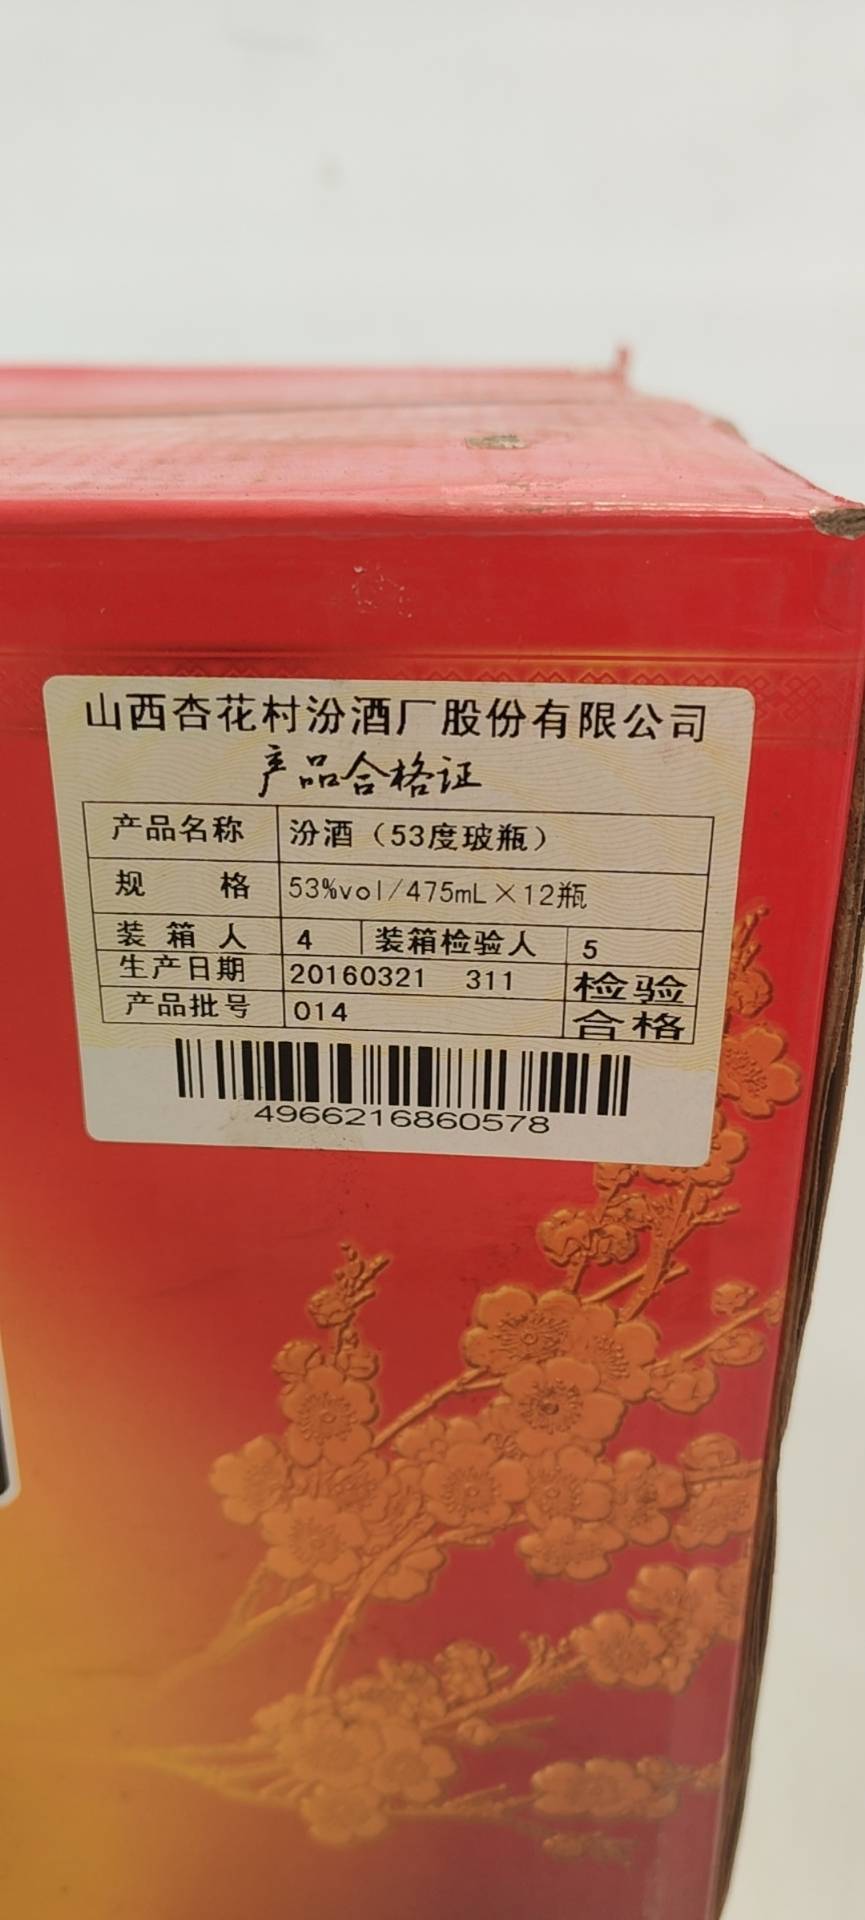 山西杏花村汾酒厂股份有限公司
产品合格证
产品名称 汾酒（53度玻瓶）
规 格 53%vol/475mL×12瓶
装 箱 人 4 装箱检验人 5
生产日期 20160321 311 检验
产品批号 014 合格
4966216860578